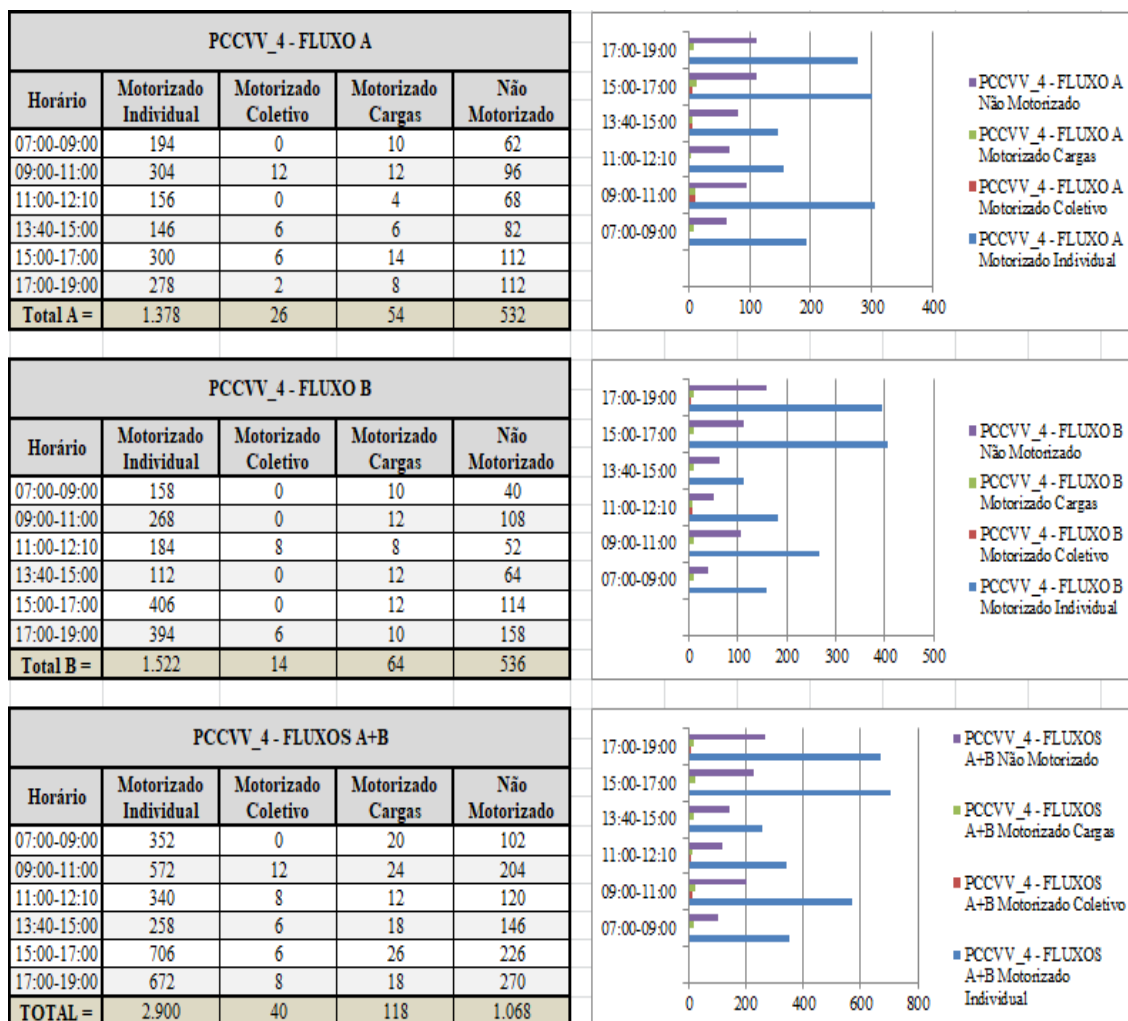 PCCVV_4 - FLUXO A
Horário Motorizado Individual Motorizado Coletivo Motorizado Cargas Não Motorizado
07:00-09:00 194 0 10 62
09:00-11:00 304 12 12 96
11:00-12:10 156 0 4 68
13:40-15:00 146 6 6 82
15:00-17:00 300 6 14 112
17:00-19:00 278 2 8 112
Total A = 1.378 26 54 532
17:00-19:00
15:00-17:00
13:40-15:00
11:00-12:10
09:00-11:00
07:00-09:00
0 100 200 300 400
PCCVV_4 - FLUXO A
Não Motorizado
PCCVV_4 - FLUXO A
Motorizado Cargas
PCCVV_4 - FLUXO A
Motorizado Coletivo
PCCVV_4 - FLUXO A
Motorizado Individual
PCCVV_4 - FLUXO B
Horário Motorizado Individual Motorizado Coletivo Motorizado Cargas Não Motorizado
07:00-09:00 158 0 10 40
09:00-11:00 268 0 12 108
11:00-12:10 184 8 8 52
13:40-15:00 112 0 12 64
15:00-17:00 406 0 12 114
17:00-19:00 394 6 10 158
Total B = 1.522 14 64 536
17:00-19:00
15:00-17:00
13:40-15:00
11:00-12:10
09:00-11:00
07:00-09:00
0 100 200 300 400 500
PCCVV_4 - FLUXO B
Não Motorizado
PCCVV_4 - FLUXO B
Motorizado Cargas
PCCVV_4 - FLUXO B
Motorizado Coletivo
PCCVV_4 - FLUXO B
Motorizado Individual
PCCVV_4 - FLUXOS A+B
Horário Motorizado Individual Motorizado Coletivo Motorizado Cargas Não Motorizado
07:00-09:00 352 0 20 102
09:00-11:00 572 12 24 204
11:00-12:10 340 8 12 120
13:40-15:00 258 6 18 146
15:00-17:00 706 6 26 226
17:00-19:00 672 8 18 270
TOTAL = 2.900 40 118 1.068
17:00-19:00
15:00-17:00
13:40-15:00
11:00-12:10
09:00-11:00
07:00-09:00
0 200 400 600 800
PCCVV_4 - FLUXOS
A+B Não Motorizado
PCCVV_4 - FLUXOS
A+B Motorizado Cargas
PCCVV_4 - FLUXOS
A+B Motorizado Coletivo
PCCVV_4 - FLUXOS
A+B Motorizado
Individual